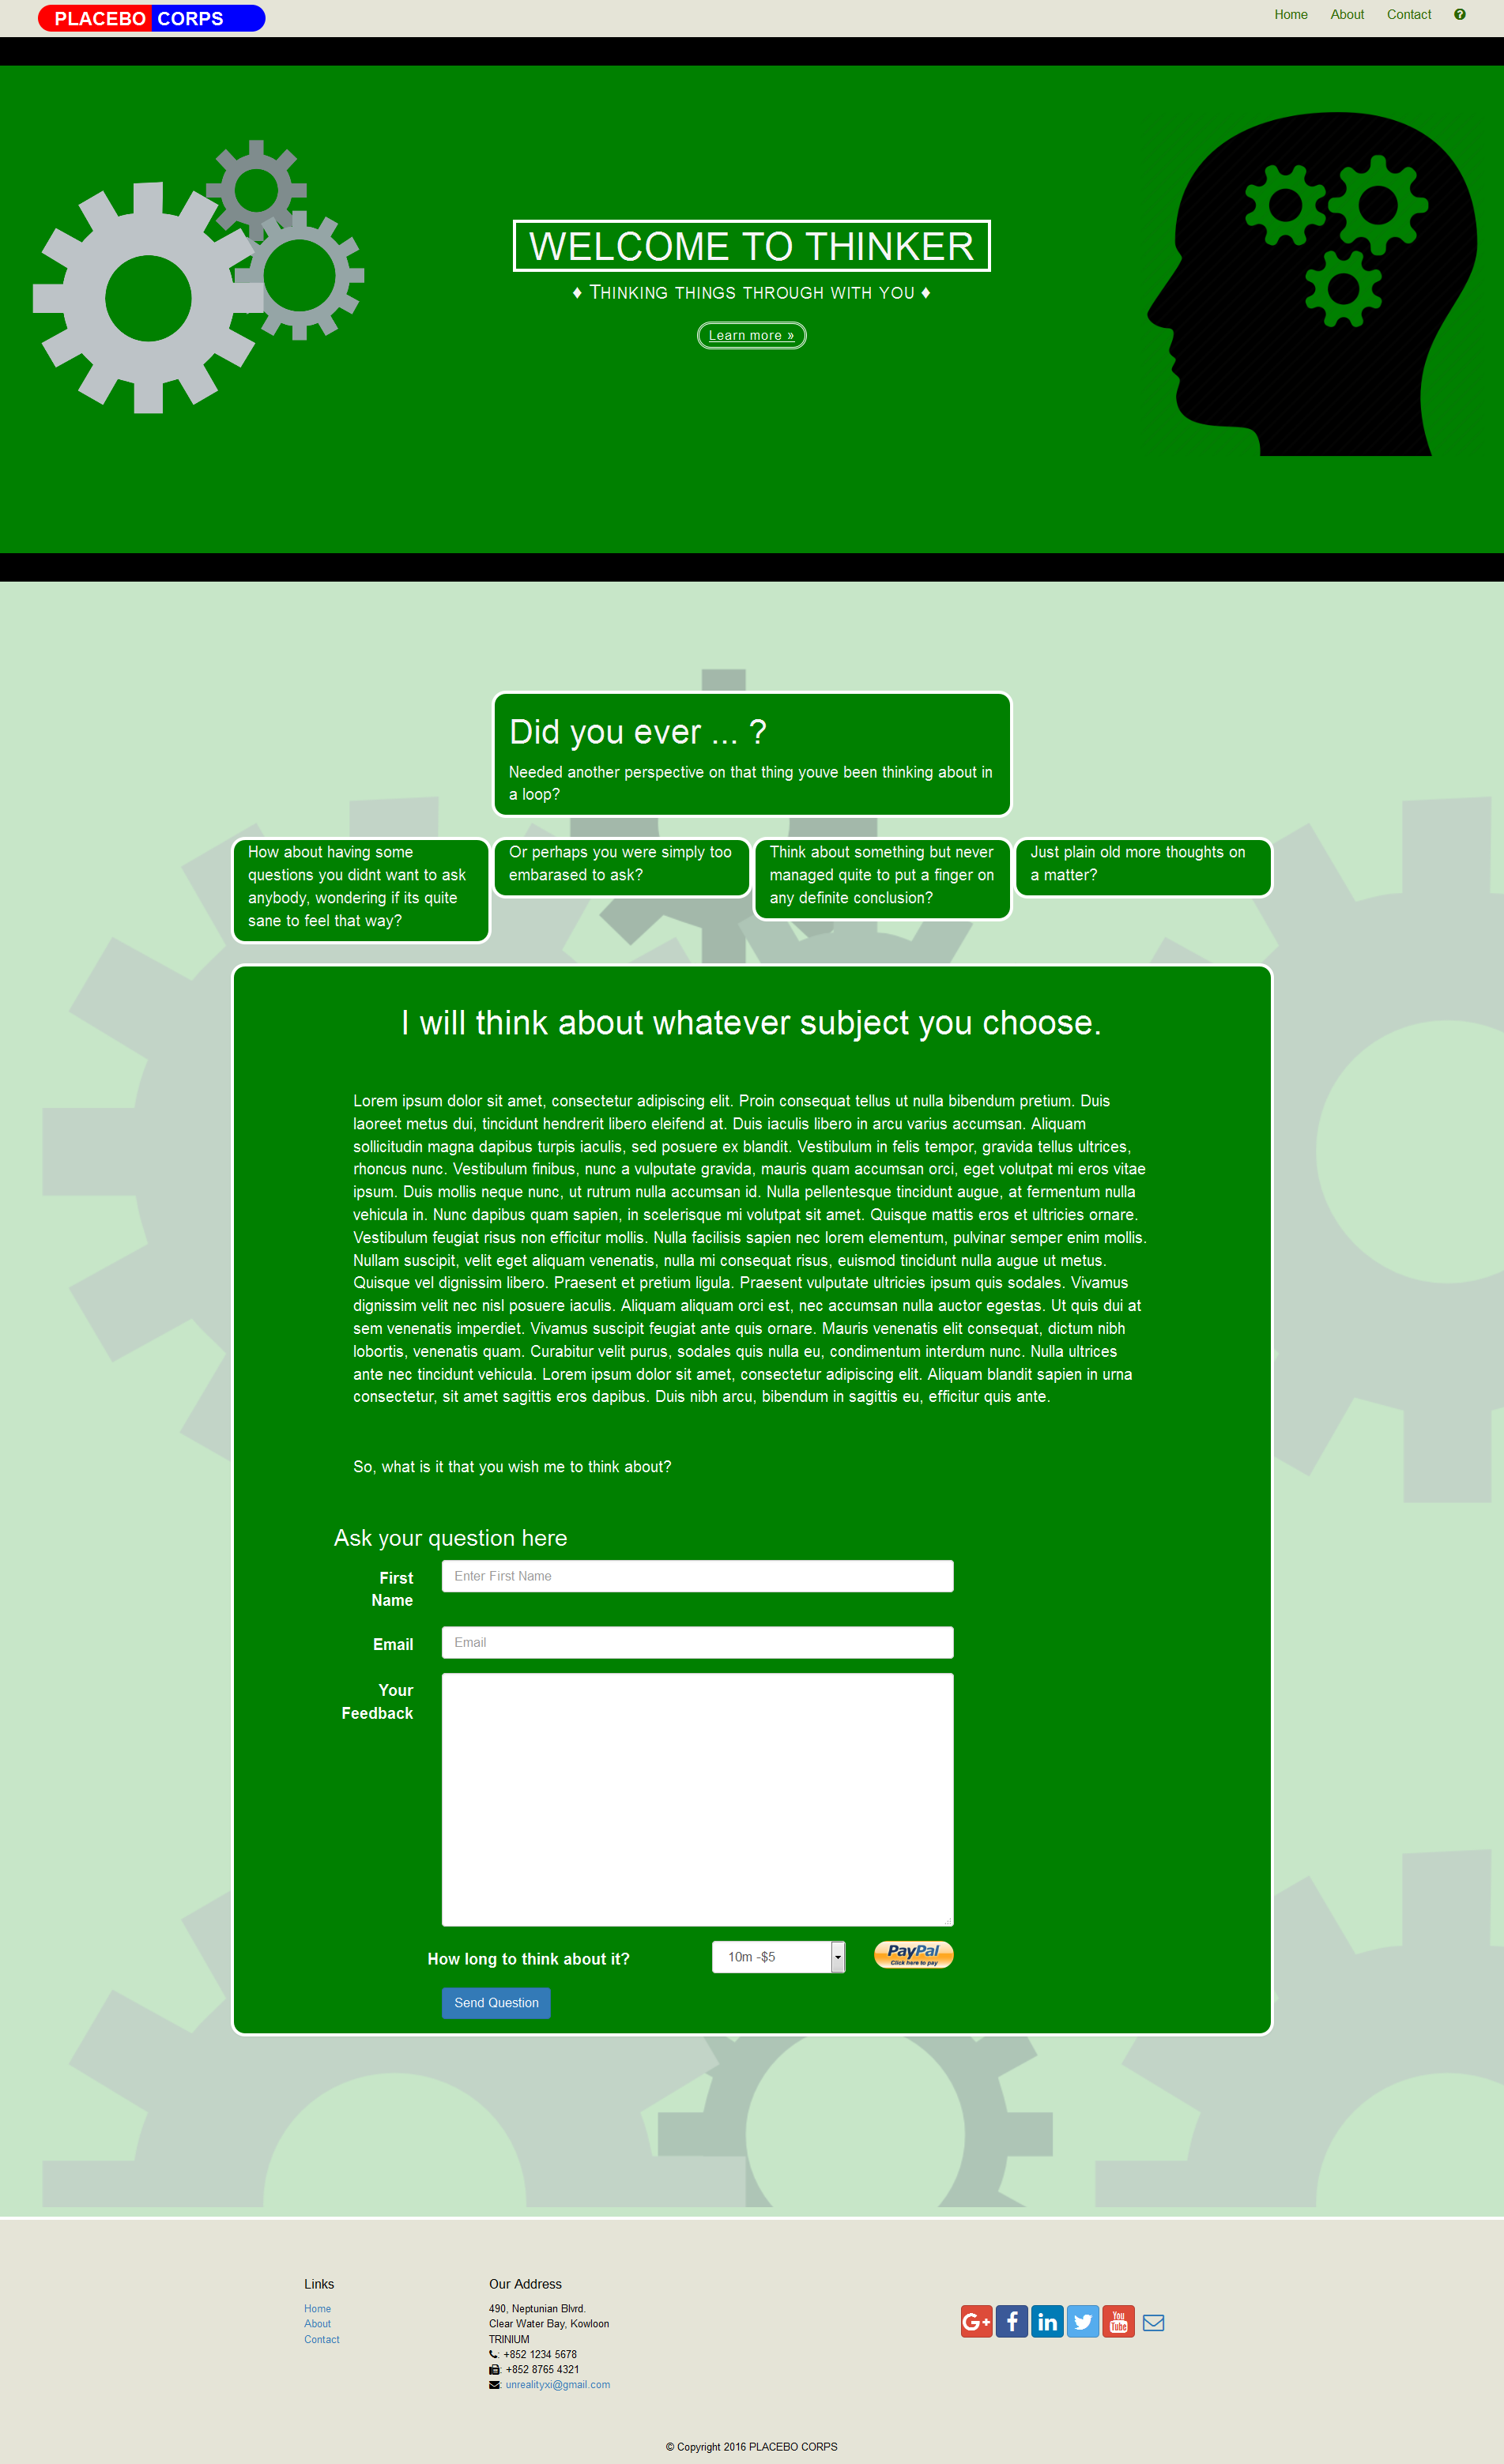 PLACEBO CORPS
Home About Contact
WELCOME TO THINKER
♦ THINKING THINGS THROUGH WITH YOU ♦
Learn more »
Did you ever ... ?
Needed another perspective on that thing youve been thinking about in
a loop?
How about having some
questions you didnt want to ask
anybody, wondering if its quite
sane to feel that way?
Or perhaps you were simply too
embarased to ask?
Think about something but never
managed quite to put a finger on
any definite conclusion?
Just plain old more thoughts on
a matter?
I will think about whatever subject you choose.
Lorem ipsum dolor sit amet, consectetur adipiscing elit. Proin consequat tellus ut nulla bibendum pretium. Duis
laoreet metus dui, tincidunt hendrerit libero eleifend at. Duis iaculis libero in arcu varius accumsan. Aliquam
sollicitudin magna dapibus turpis iaculis, sed posuere ex blandit. Vestibulum in felis tempor, gravida tellus ultrices,
rhoncus nunc. Vestibulum finibus, nunc a vulputate gravida, mauris quam accumsan orci, eget volutpat mi eros vitae
ipsum. Duis mollis neque nunc, ut rutrum nulla accumsan id. Nulla pellentesque tincidunt augue, at fermentum nulla
vehicula in. Nunc dapibus quam sapien, in scelerisque mi volutpat sit amet. Quisque mattis eros et ultricies ornare.
Vestibulum feugiat risus non efficitur mollis. Nulla facilisis sapien nec lorem elementum, pulvinar semper enim mollis.
Nullam suscipit, velit eget aliquam venenatis, nulla mi consequat risus, euismod tincidunt nulla augue ut metus.
Quisque vel dignissim libero. Praesent et pretium ligula. Praesent vulputate ultricies ipsum quis sodales. Vivamus
dignissim velit nec nisl posuere iaculis. Aliquam aliquam orci est, nec accumsan nulla auctor egestas. Ut quis dui at
sem venenatis imperdiet. Vivamus suscipit feugiat ante quis ornare. Mauris venenatis elit consequat, dictum nibh
lobortis, venenatis quam. Curabitur velit purus, sodales quis nulla eu, condimentum interdum nunc. Nulla ultrices
ante nec tincidunt vehicula. Lorem ipsum dolor sit amet, consectetur adipiscing elit. Aliquam blandit sapien in urna
consectetur, sit amet sagittis eros dapibus. Duis nibh arcu, bibendum in sagittis eu, efficitur quis ante.
So, what is it that you wish me to think about?
Ask your question here
First
Name
Enter First Name
Email
Email
Your
Feedback
How long to think about it?
10m -$5
PayPal
Click here to pay
Send Question
Links
Home
About
Contact
Our Address
490, Neptunian Blvrd.
Clear Water Bay, Kowloon
TRINIUM
: +852 1234 5678
: +852 8765 4321
: unrealityxi@gmail.com
G+ f in You Tube
© Copyright 2016 PLACEBO CORPS